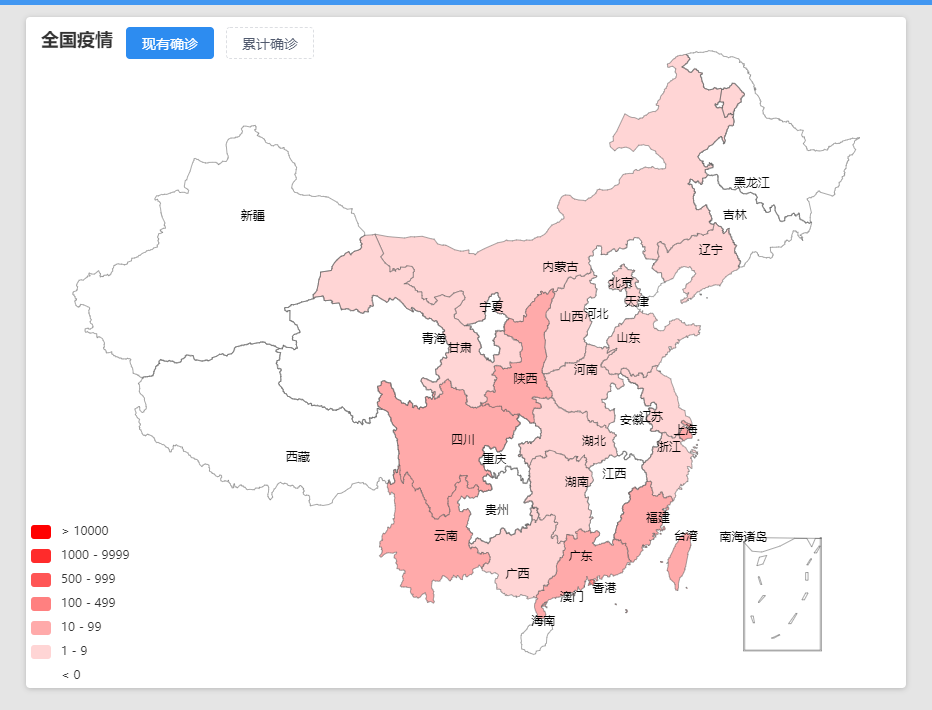 全国疫情 现有确诊 累计确诊
黑龙江
新疆
吉林
辽宁
内蒙古
北京
天津
宁夏
山西
河北
青海
甘肃
山东
河南
陕西
安徽
江苏
上海
四川
湖北
浙江
西藏
重庆
江西
湖南
贵州
福建
云南
台湾
南海诸岛
广东
广西
香港
澳门
海南
> 10000
1000 - 9999
500 - 999
100 - 499
10 - 99
1 - 9
< 0